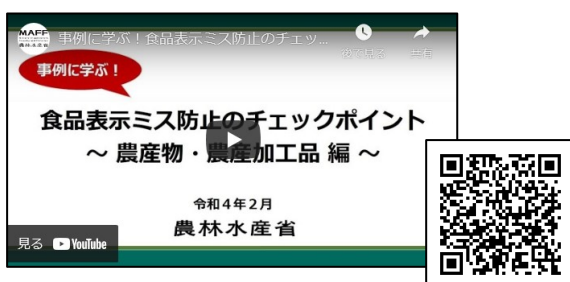 MAFF
農林水産省
事例に学ぶ！食品表示ミス防止のチェッ...
後で見る
共有
事例に学ぶ！
食品表示ミス防止のチェックポイント
～ 農産物・農産加工品 編 ～
令和4年2月
農林水産省
見る YouTube